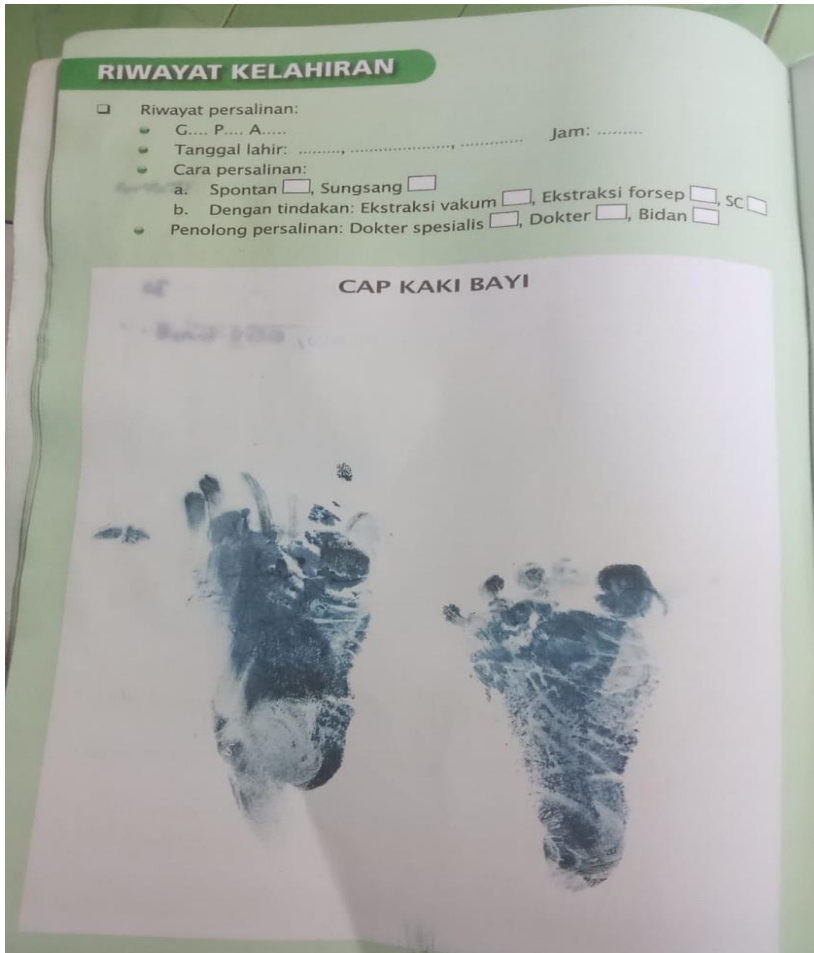 RIWAYAT KELAHIRAN
Riwayat persalinan:
G.... P.... A.....
Tanggal lahir: ........., ......................, ............. Jam: .........
Cara persalinan:
a. Spontan , Sungsang
b. Dengan tindakan: Ekstraksi vakum , Ekstraksi forsep , SC
Penolong persalinan: Dokter spesialis , Dokter , Bidan
CAP KAKI BAYI